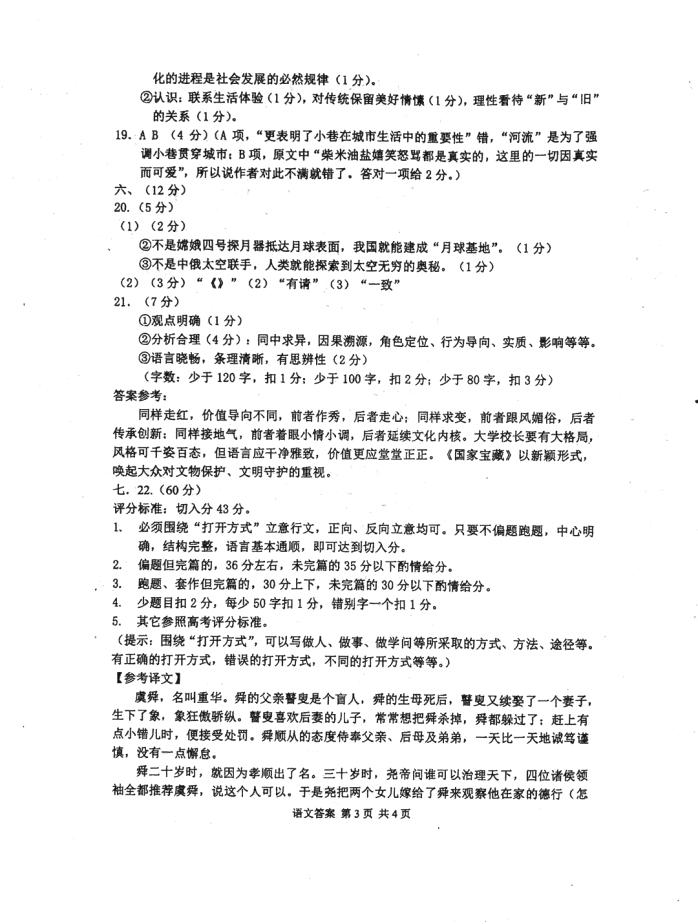 化的进程是社会发展的必然规律（1 分）。
②认识：联系生活体验（1 分），对传统保留美好情愫（1 分），理性看待“新”与“旧”
的关系（1 分）。
19．A B （4 分）（A 项，“更表明了小巷在城市生活中的重要性”错，“河流”是为了强
调小巷贯穿城市；B 项，原文中“柴米油盐嬉笑怒骂都是真实的，这里的一切因真实
而可爱”，所以说作者对此不满就错了。答对一项给 2 分。）
六、（12 分）
20.（5 分）
（1）（2 分）
②不是嫦娥四号探月器抵达月球表面，我国就能建成“月球基地”。（1 分）
③不是中俄太空联手，人类就能探索到太空无穷的奥秘。（1 分）
（2）（3 分）“《》”（2）“有请”（3）“一致”
21．（7 分）
①观点明确（1 分）
②分析合理（4 分）：同中求异，因果溯源，角色定位、行为导向、实质、影响等等。
③语言晓畅，条理清晰，有思辨性（2 分）
（字数：少于 120 字，扣 1 分；少于 100 字，扣 2 分；少于 80 字，扣 3 分）
答案参考：
同样走红，价值导向不同，前者作秀，后者走心；同样求变，前者跟风媚俗，后者
传承创新；同样接地气，前者着眼小情小调，后者延续文化内核。大学校长要有大格局，
风格可千姿百态，但语言应干净雅致，价值更应堂堂正正。《国家宝藏》以新颖形式，
唤起大众对文物保护、文明守护的重视。
七．22.（60 分）
评分标准：切入分 43 分。
1. 必须围绕“打开方式”立意行文，正向、反向立意均可。只要不偏题跑题，中心明
确，结构完整，语言基本通顺，即可达到切入分。
2. 偏题但完篇的，36 分左右，未完篇的 35 分以下酌情给分。
3. 跑题、套作但完篇的，30 分上下，未完篇的 30 分以下酌情给分。
4. 少题目扣 2 分，每少 50 字扣 1 分，错别字一个扣 1 分。
5. 其它参照高考评分标准。
（提示：围绕“打开方式”，可以写做人、做事、做学问等所采取的方式、方法、途径等。
有正确的打开方式，错误的打开方式，不同的打开方式等等。）
【参考译文】
虞舜，名叫重华。舜的父亲瞽叟是个盲人，舜的生母死后，瞽叟又续娶了一个妻子，
生下了象，象狂傲骄纵。瞽叟喜欢后妻的儿子，常常想把舜杀掉，舜都躲过了；赶上有
点小错儿时，便接受处罚。舜顺从的态度侍奉父亲、后母及弟弟，一天比一天地诚笃谨
慎，没有一点懈怠。
舜二十岁时，就因为孝顺出了名。三十岁时，尧帝问谁可以治理天下，四位诸侯领
袖全都推荐虞舜，说这个人可以。于是尧把两个女儿嫁给了舜来观察他在家的德行（怎
语文答案 第 3 页 共 4 页